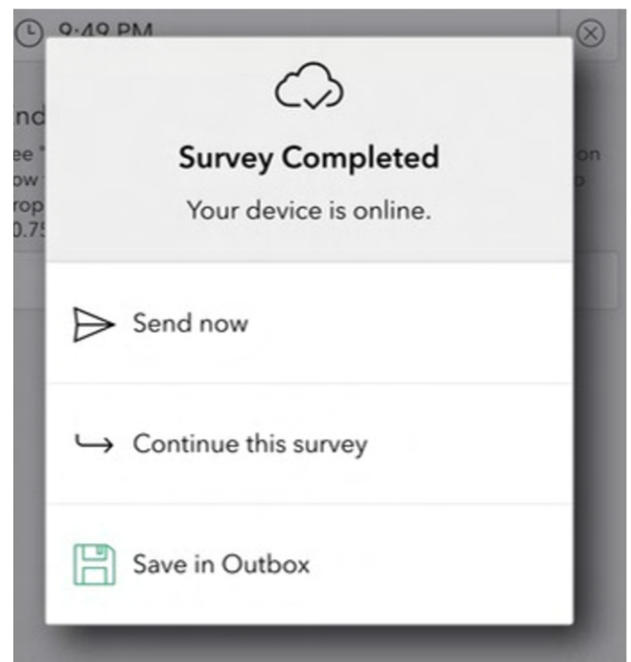 9:49 PM
Survey Completed
Your device is online.
Send now
Continue this survey
Save in Outbox